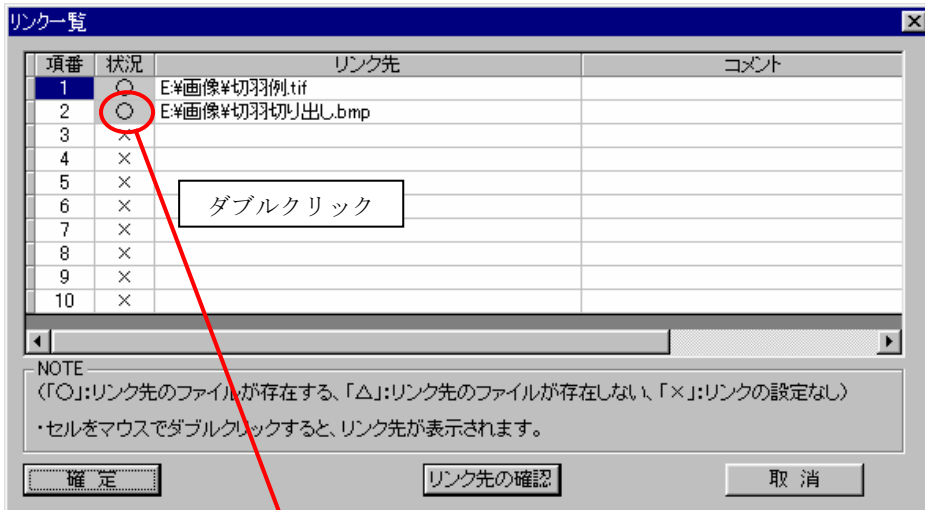 リンク一覧
項番 状況 リンク先 コメント
1 ○ E:¥画像¥切羽例.tif
2 ○ E:¥画像¥切羽切り出し.bmp
3 ×
4 ×
5 ×
6 ×
7 ×
8 ×
9 ×
10 ×
ダブルクリック
NOTE
(「○」:リンク先のファイルが存在する、「△」:リンク先のファイルが存在しない、「×」:リンクの設定なし)
・セルをマウスでダブルクリックすると、リンク先が表示されます。
確 定 リンク先の確認 取 消